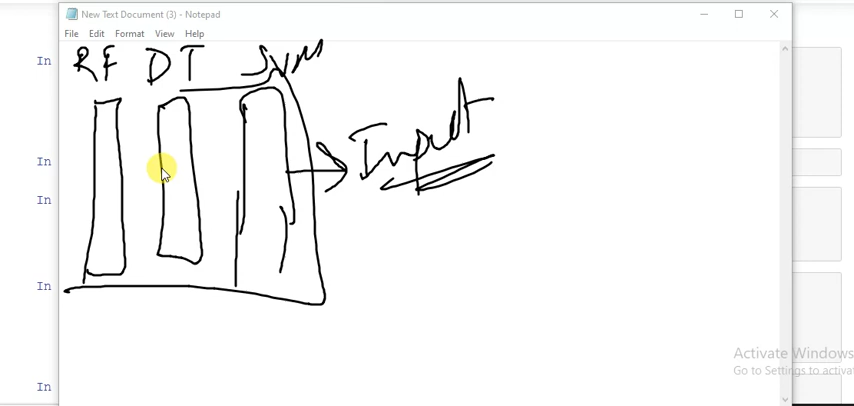 New Text Document (3) - Notepad
File Edit Format View Help
In
RF DT SVM
Input
In
In
In
In
Activate Windows
Go to Settings to activat